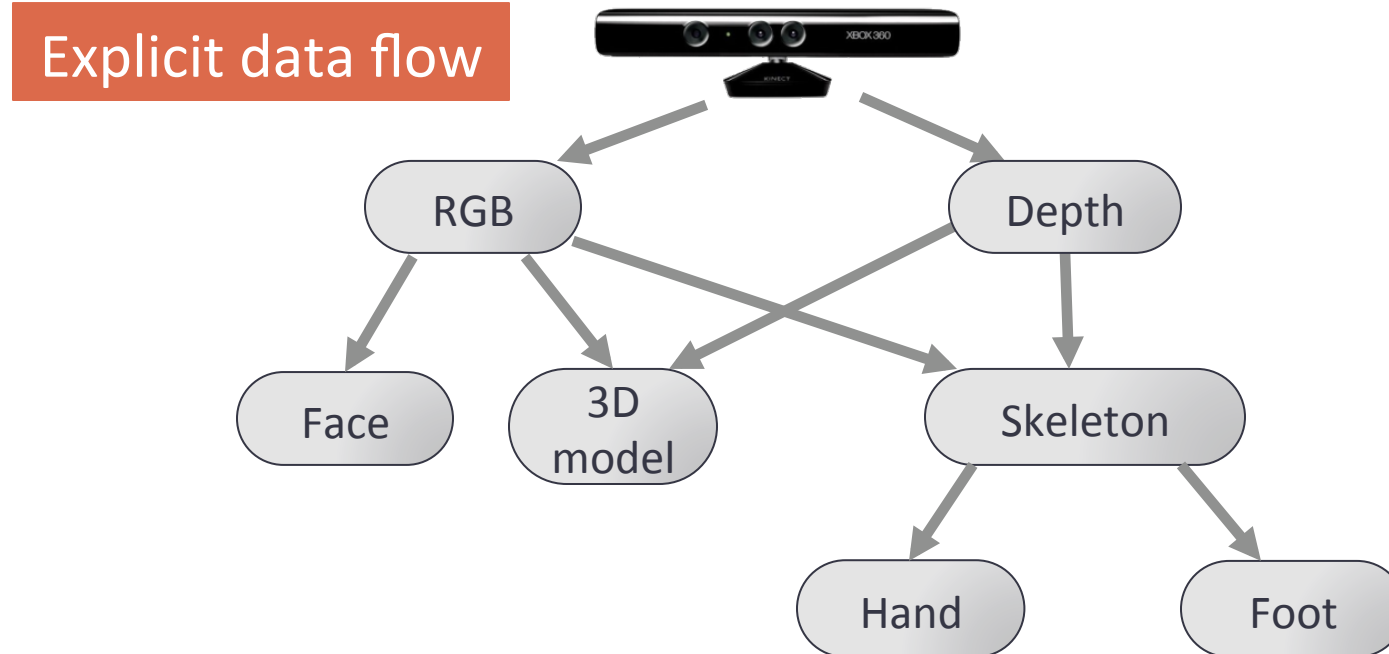 Explicit data flow
XBOX 360
KINECT
RGB
Depth
Face
3D
model
Skeleton
Hand
Foot